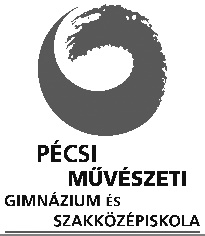 PÉCSI
MŰVÉSZETI
GIMNÁZIUM ÉS
SZAKKÖZÉPISKOLA